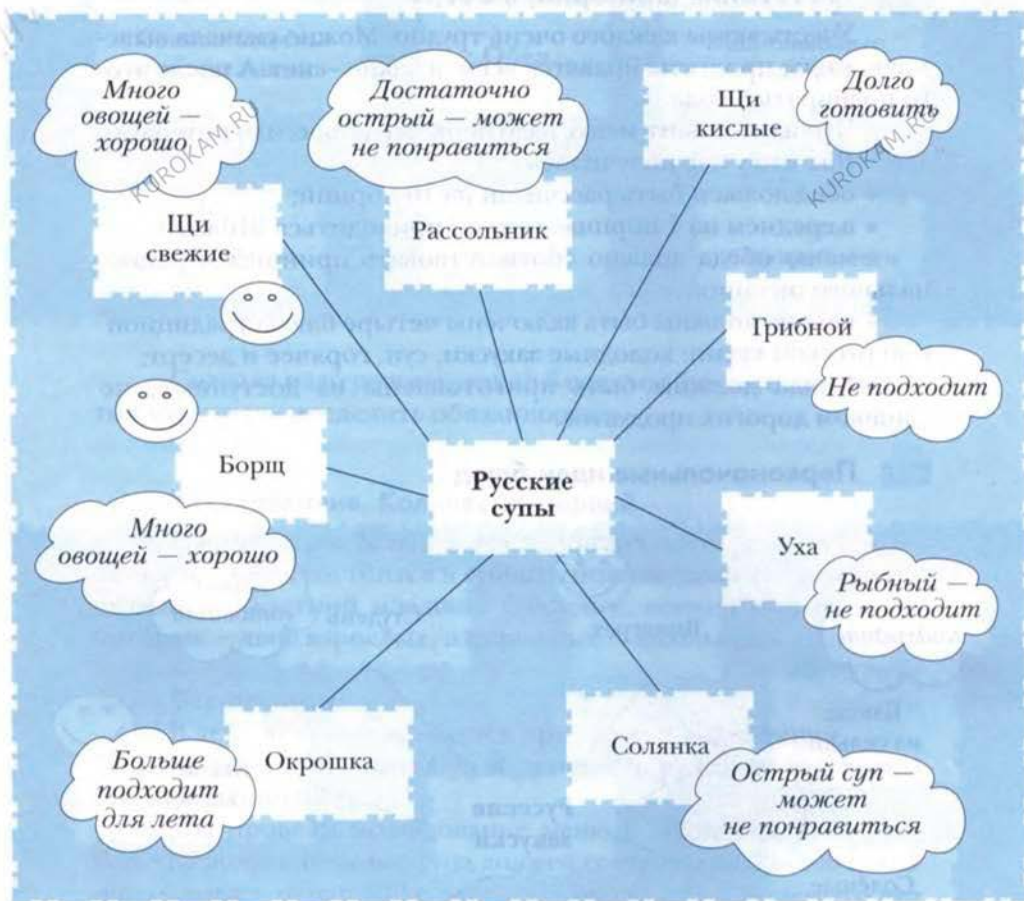 Много
овощей —
хорошо
KUROKAM.RU
Щи
свежие
Достаточно
острый — может
не понравиться
Рассольник
Щи
кислые
Долго
готовить
KUROKAM.RU
Грибной
Не подходит
Борщ
Много
овощей — хорошо
Русские
супы
Уха
Рыбный —
не подходит
Окрошка
Больше
подходит
для лета
Солянка
Острый суп —
может
не понравиться